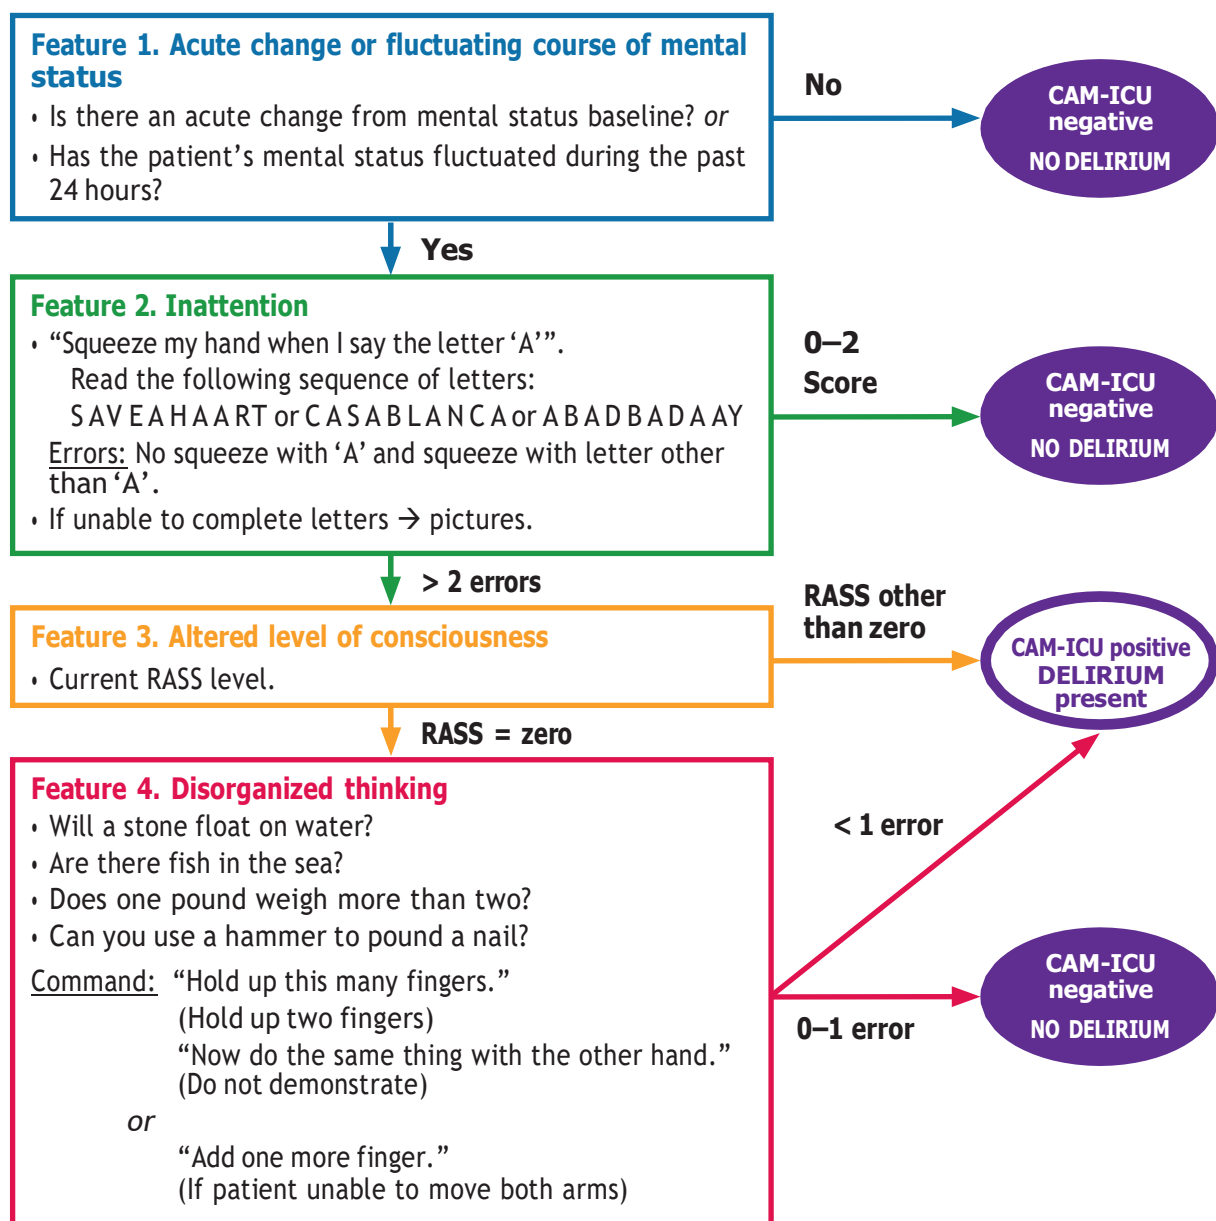 Feature 1. Acute change or fluctuating course of mental
status
• Is there an acute change from mental status baseline? or
• Has the patient’s mental status fluctuated during the past
24 hours?
No
CAM-ICU
negative
NO DELIRIUM
Yes
Feature 2. Inattention
• “Squeeze my hand when I say the letter ‘A’”.
Read the following sequence of letters:
S A V E A H A A R T or C A S A B L A N C A or A B A D B A D A A Y
Errors: No squeeze with ‘A’ and squeeze with letter other
than ‘A’.
• If unable to complete letters → pictures.
0–2
Score
CAM-ICU
negative
NO DELIRIUM
> 2 errors
Feature 3. Altered level of consciousness
• Current RASS level.
RASS other
than zero
CAM-ICU positive
DELIRIUM
present
RASS = zero
Feature 4. Disorganized thinking
• Will a stone float on water?
• Are there fish in the sea?
• Does one pound weigh more than two?
• Can you use a hammer to pound a nail?
Command: “Hold up this many fingers.”
(Hold up two fingers)
“Now do the same thing with the other hand.”
(Do not demonstrate)
or
“Add one more finger.”
(If patient unable to move both arms)
< 1 error
0–1 error
CAM-ICU
negative
NO DELIRIUM